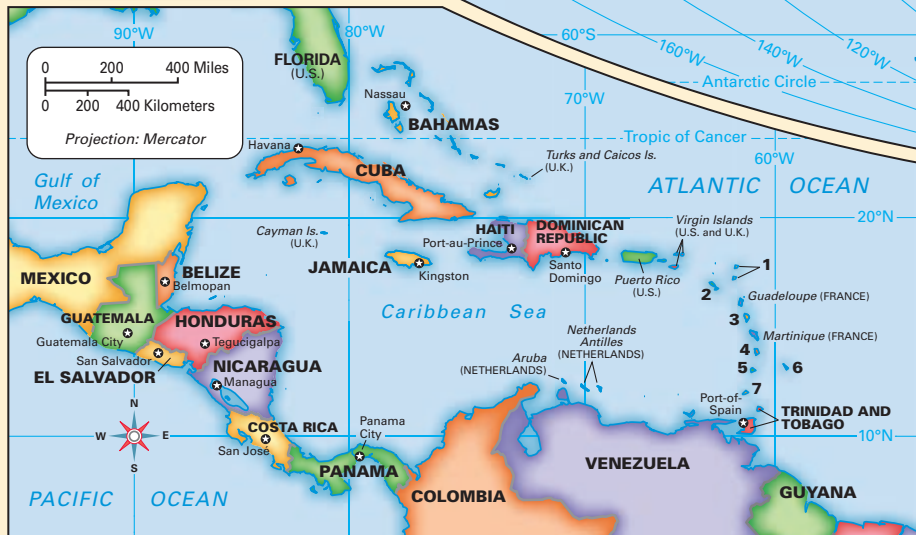 90°W
80°W
60°S
160°W
140°W
120°W
Antarctic Circle
0 200 400 Miles
0 200 400 Kilometers
Projection: Mercator
FLORIDA
(U.S.)
Nassau
BAHAMAS
70°W
Tropic of Cancer
60°W
Havana
CUBA
Turks and Caicos Is.
(U.K.)
ATLANTIC OCEAN
Gulf of
Mexico
20°N
Cayman Is.
(U.K.)
HAITI
Port-au-Prince
DOMINICAN
REPUBLIC
Santo
Domingo
Virgin Islands
(U.S. and U.K.)
JAMAICA
Kingston
Puerto Rico
(U.S.)
1
2
MEXICO
BELIZE
Belmopan
Guadeloupe (FRANCE)
3
GUATEMALA
Guatemala City
HONDURAS
Tegucigalpa
Caribbean Sea
Martinique (FRANCE)
4
San Salvador
EL SALVADOR
NICARAGUA
Managua
Aruba
(NETHERLANDS)
Netherlands
Antilles
(NETHERLANDS)
5
6
7
Port-of-
Spain
TRINIDAD AND
TOBAGO
N
W E
S
COSTA RICA
San José
Panama
City
PANAMA
10°N
VENEZUELA
COLOMBIA
GUYANA
PACIFIC OCEAN